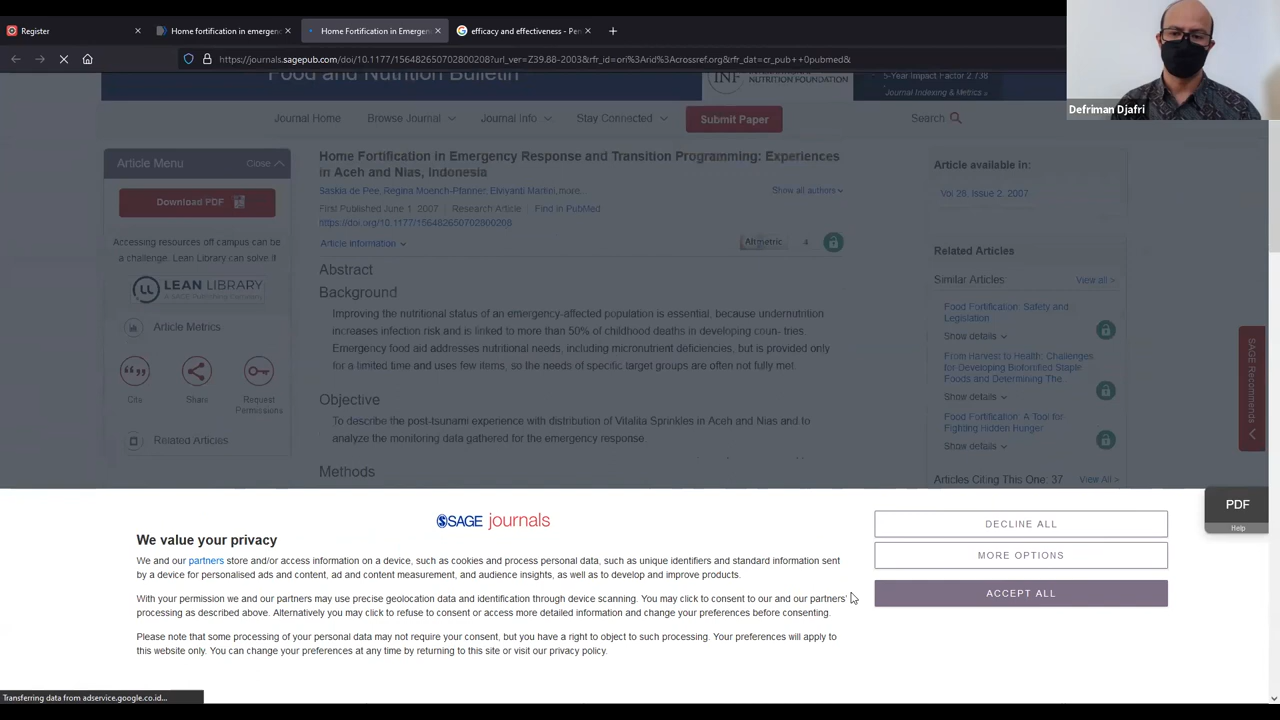 Register
Home fortification in emergenc
Home Fortification in Emergenc
efficacy and effectiveness - Pen
https://journals.sagepub.com/doi/10.1177/156482650702800208?url_ver=Z39.88-2003&rfr_id=ori%3Arid%3Acrossref.org&rfr_dat=cr_pub++0pubmed&
Defriman Djafri
Food and Nutrition Bulletin
INF
NUTRITION FOUNDATION
5-Year Impact Factor 2.738
Journal Indexing & Metrics »
Journal Home
Browse Journal
Journal Info
Stay Connected
Submit Paper
Search
Article Menu
Close
Download PDF
Accessing resources off campus can be
a challenge. Lean Library can solve it
LEAN LIBRARY
A SAGE Publishing Company
Article Metrics
Cite
Share
Request
Permissions
Related Articles
Home Fortification in Emergency Response and Transition Programming: Experiences
in Aceh and Nias, Indonesia
Saskia de Pee, Regina Moench-Pfanner, Elviyanti Martini, more...
Show all authors
First Published June 1, 2007
Research Article
Find in PubMed
https://doi.org/10.1177/156482650702800208
Article information
Altmetric
4
Abstract
Background
Improving the nutritional status of an emergency-affected population is essential, because undernutrition
increases infection risk and is linked to more than 50% of childhood deaths in developing coun- tries.
Emergency food aid addresses nutritional needs, including micronutrient deficiencies, but is provided only
for a limited time and uses few items, so the needs of specific target groups are often not fully met
Objective
To describe the post-tsunami experience with distribution of Vitalita Sprinkles in Aceh and Nias and to
analyze the monitoring data gathered for the emergency response
Methods
Article available in:
Vol 28, Issue 2, 2007
Related Articles
Similar Articles:
View all >
Food Fortification: Safety and
Legislation
Show details
From Harvest to Health: Challenges
for Developing Biofortified Staple
Foods and Determining The...
Show details
Food Fortification: A Tool for
Fighting Hidden Hunger
Show details
Articles Citing This One: 37
View All >
SAGE Recommends
PDF
Help
SAGE journals
We value your privacy
We and our partners store and/or access information on a device, such as cookies and process personal data, such as unique identifiers and standard information sent
by a device for personalised ads and content, ad and content measurement, and audience insights, as well as to develop and improve products.
With your permission we and our partners may use precise geolocation data and identification through device scanning. You may click to consent to our and our partners'
processing as described above. Alternatively you may click to refuse to consent or access more detailed information and change your preferences before consenting.
Please note that some processing of your personal data may not require your consent, but you have a right to object to such processing. Your preferences will apply to
this website only. You can change your preferences at any time by returning to this site or visit our privacy policy.
DECLINE ALL
MORE OPTIONS
ACCEPT ALL
Transferring data from adservice.google.co.id...